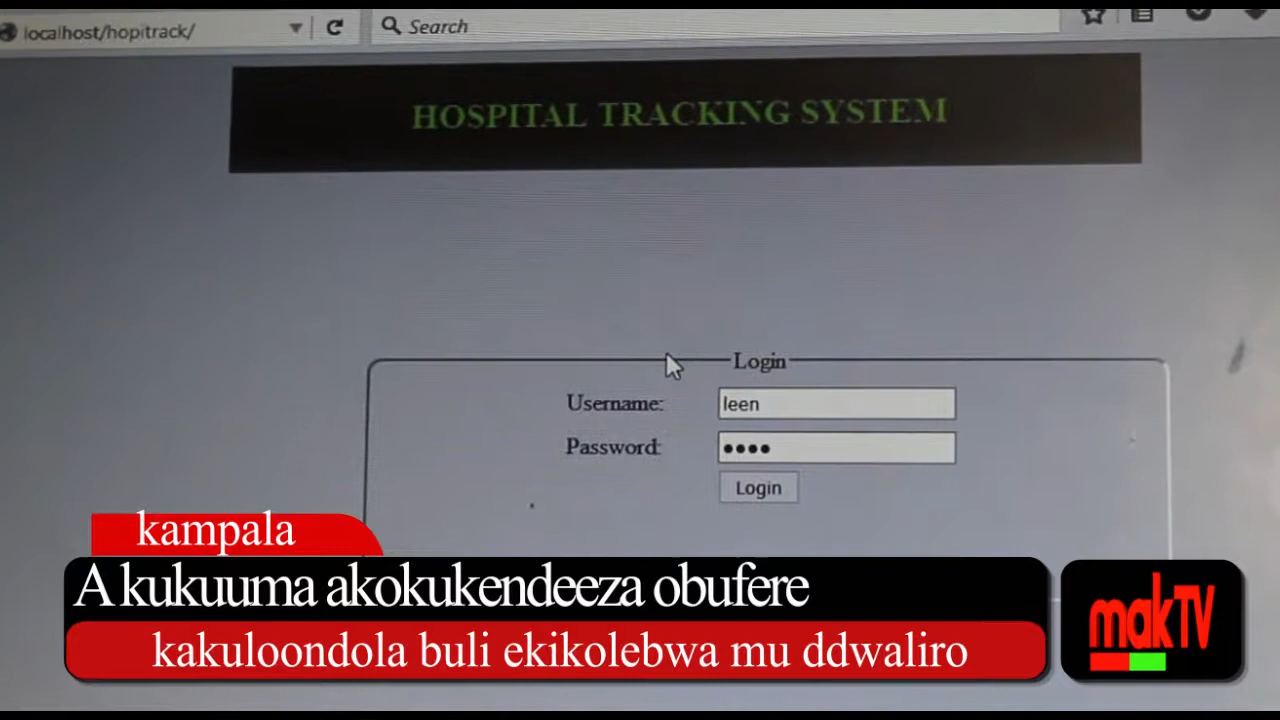 localhost/hopitrack/
Search
HOSPITAL TRACKING SYSTEM
Login
Username:
leen
Password:
Login
kampala
A kukuuma akokukendeeza obufere
kakuloondola buli ekikolebwa mu ddwaliro
makTV